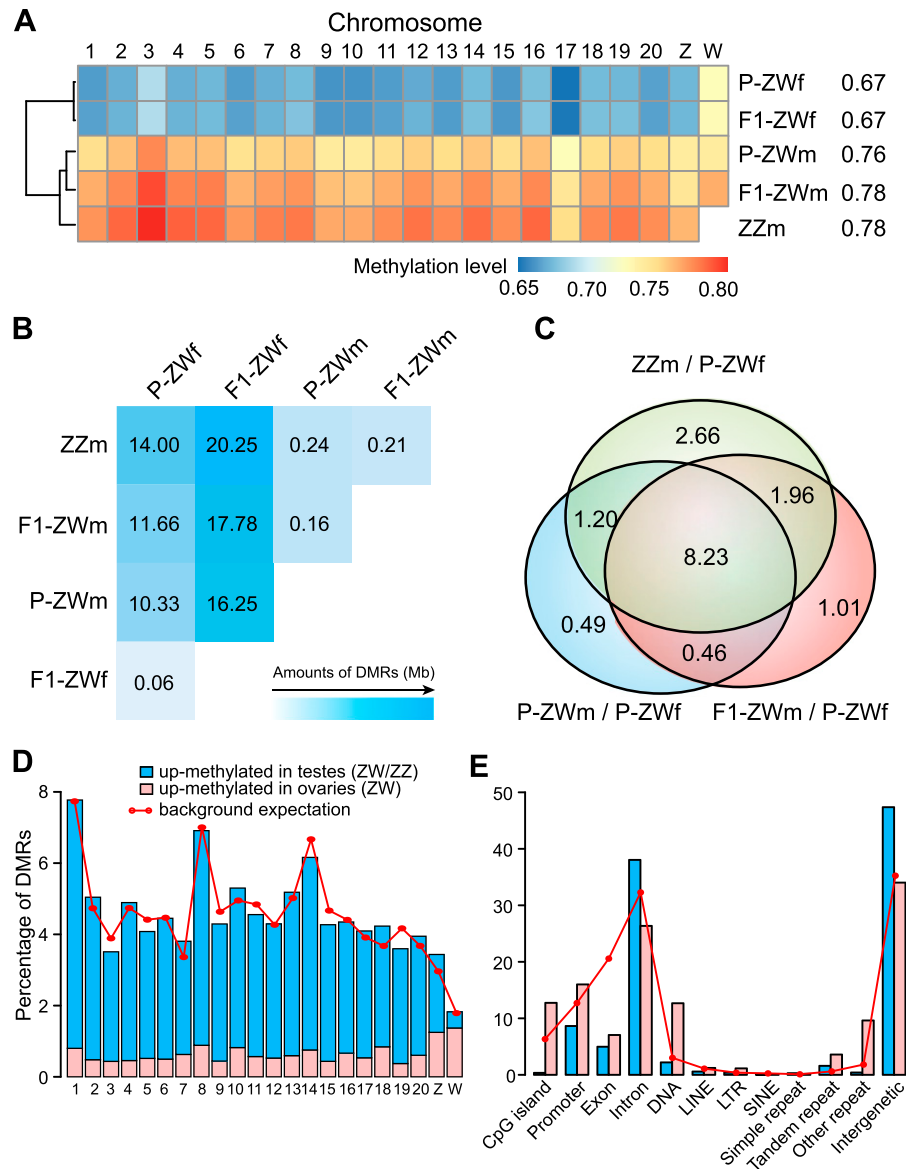 A
Chromosome
1 2 3 4 5 6 7 8 9 10 11 12 13 14 15 16 17 18 19 20 Z W
P-ZWf 0.67
F1-ZWf 0.67
P-ZWm 0.76
F1-ZWm 0.78
ZZm 0.78
Methylation level
0.65 0.70 0.75 0.80
B
P-ZWf F1-ZWf P-ZWm F1-ZWm
ZZm 14.00 20.25 0.24 0.21
F1-ZWm 11.66 17.78 0.16
P-ZWm 10.33 16.25
F1-ZWf 0.06
Amounts of DMRs (Mb)
C
ZZm / P-ZWf
2.66
1.20 1.96
8.23
0.49 0.46 1.01
P-ZWm / P-ZWf F1-ZWm / P-ZWf
D
up-methylated in testes (ZW/ZZ)
up-methylated in ovaries (ZW)
background expectation
Percentage of DMRs
8
6
4
2
0
1 2 3 4 5 6 7 8 9 10 11 12 13 14 15 16 17 18 19 20 Z W
E
50
40
30
20
10
0
CpG island
Promoter
Exon
Intron
DNA
LINE
LTR
SINE
Simple repeat
Tandem repeat
Other repeat
Intergenetic